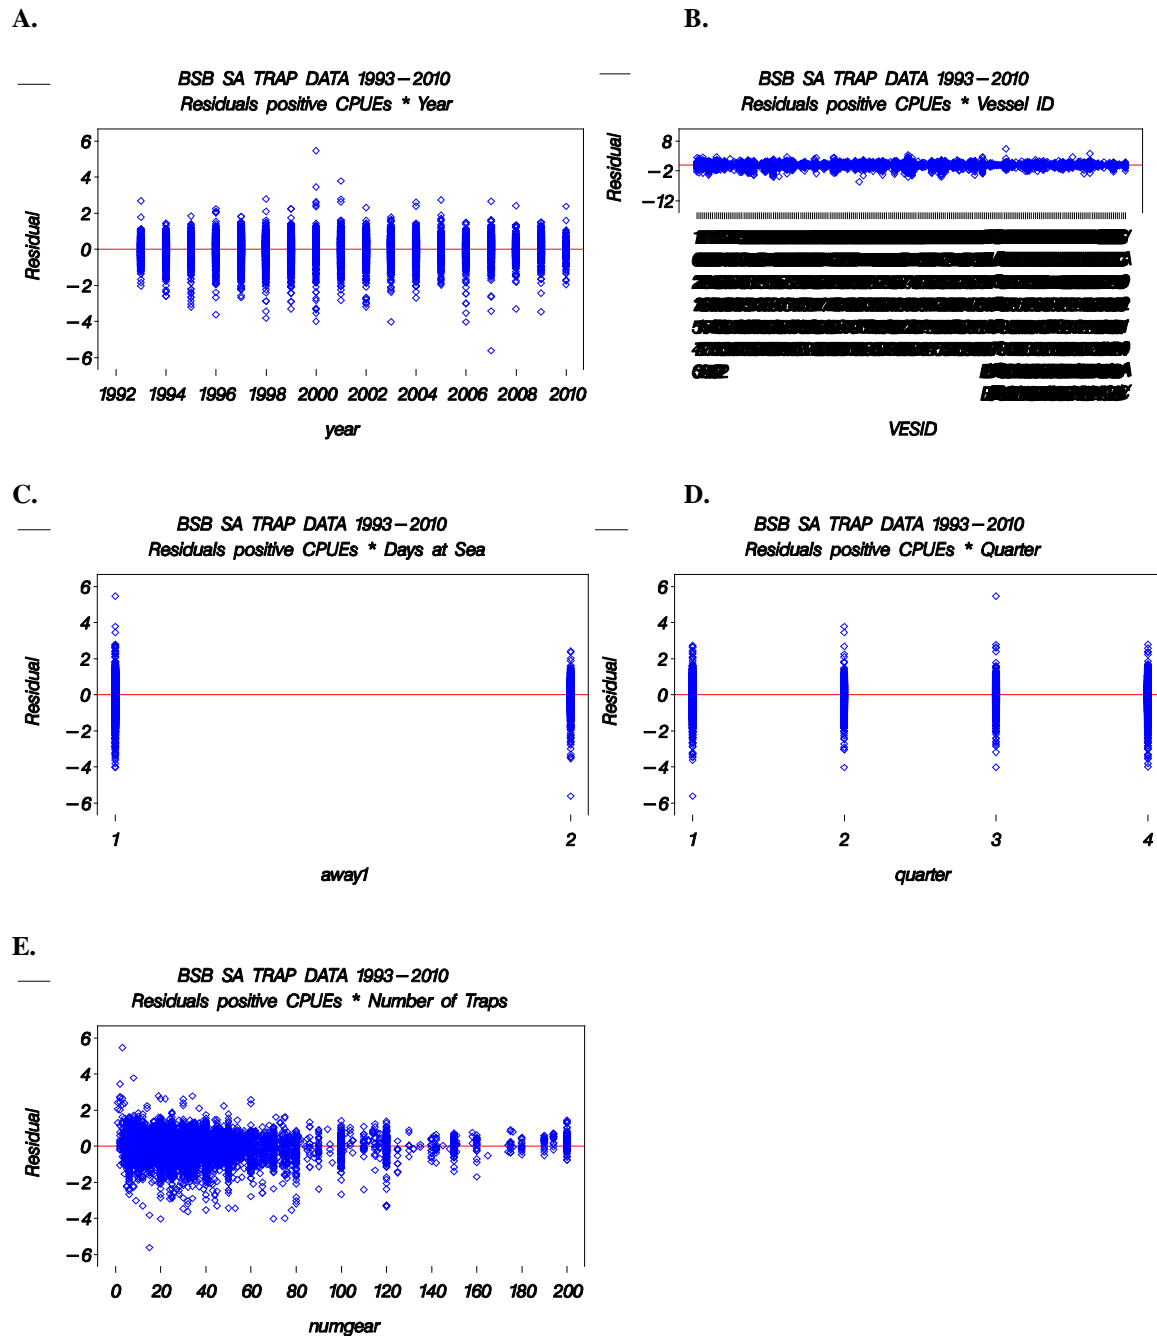 A.
BSB SA TRAP DATA 1993-2010
Residuals positive CPUEs * Year
Residual
6
4
2
0
-2
-4
-6
1992 1994 1996 1998 2000 2002 2004 2006 2008 2010
year
B.
BSB SA TRAP DATA 1993-2010
Residuals positive CPUEs * Vessel ID
Residual
8
-2
-12
VESID
C.
BSB SA TRAP DATA 1993-2010
Residuals positive CPUEs * Days at Sea
Residual
6
4
2
0
-2
-4
-6
1 2
away1
D.
BSB SA TRAP DATA 1993-2010
Residuals positive CPUEs * Quarter
Residual
6
4
2
0
-2
-4
-6
1 2 3 4
quarter
E.
BSB SA TRAP DATA 1993-2010
Residuals positive CPUEs * Number of Traps
Residual
6
4
2
0
-2
-4
-6
0 20 40 60 80 100 120 140 160 180 200
numgear